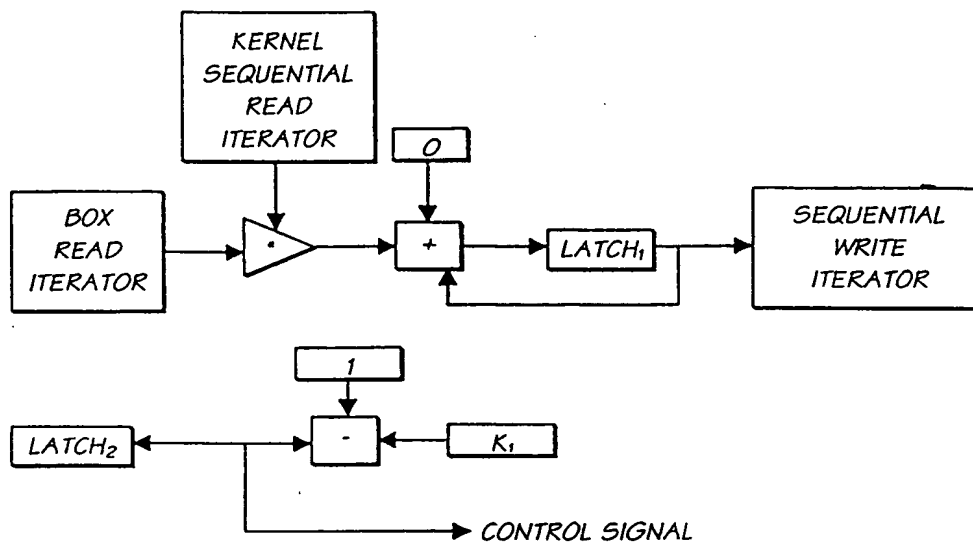 KERNEL
SEQUENTIAL
READ
ITERATOR
0
BOX
READ
ITERATOR
+
LATCH₁
SEQUENTIAL
WRITE
ITERATOR
1
LATCH₂
-
K₁
CONTROL SIGNAL